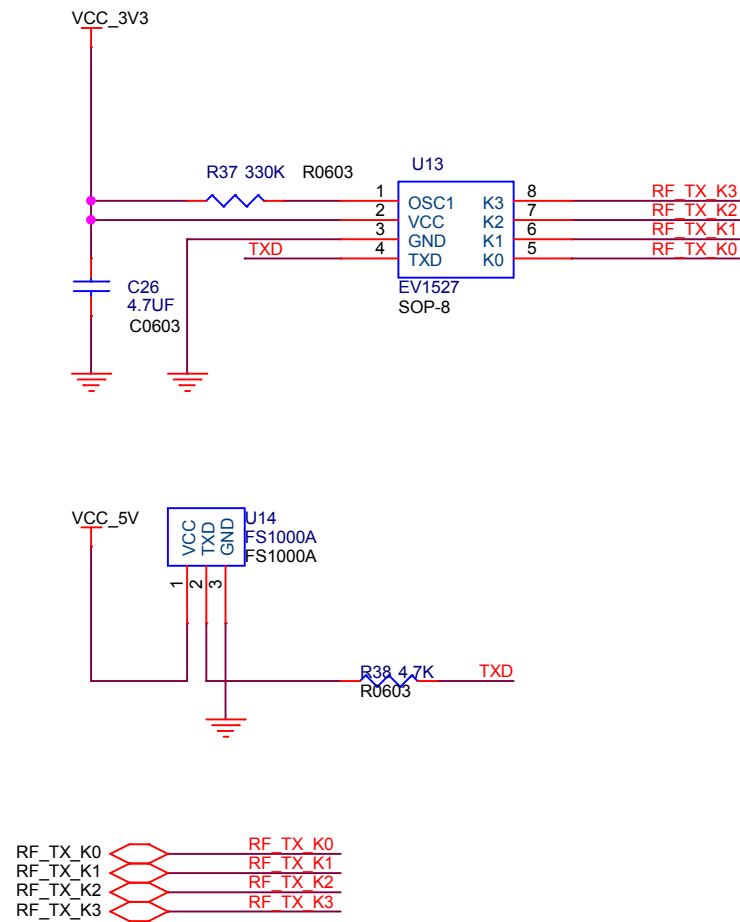 VCC_3V3
R37 330K R0603
U13
1 OSC1 K3 8 RF_TX_K3
2 VCC K2 7 RF_TX_K2
3 GND K1 6 RF_TX_K1
TXD 4 TXD K0 5 RF_TX_K0
EV1527
SOP-8
C26
4.7UF
C0603
VCC_5V
U14
FS1000A
FS1000A
VCC TXD GND
1 2 3
R38 4.7K TXD
R0603
RF_TX_K0 RF_TX_K0
RF_TX_K1 RF_TX_K1
RF_TX_K2 RF_TX_K2
RF_TX_K3 RF_TX_K3